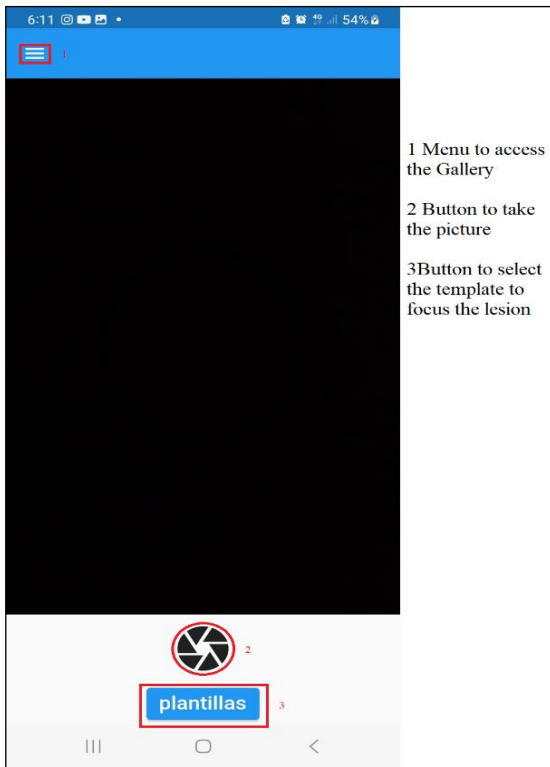 6:11
4G
54%
1
1 Menu to access
the Gallery
2 Button to take
the picture
3Button to select
the template to
focus the lesion
2
plantillas
3